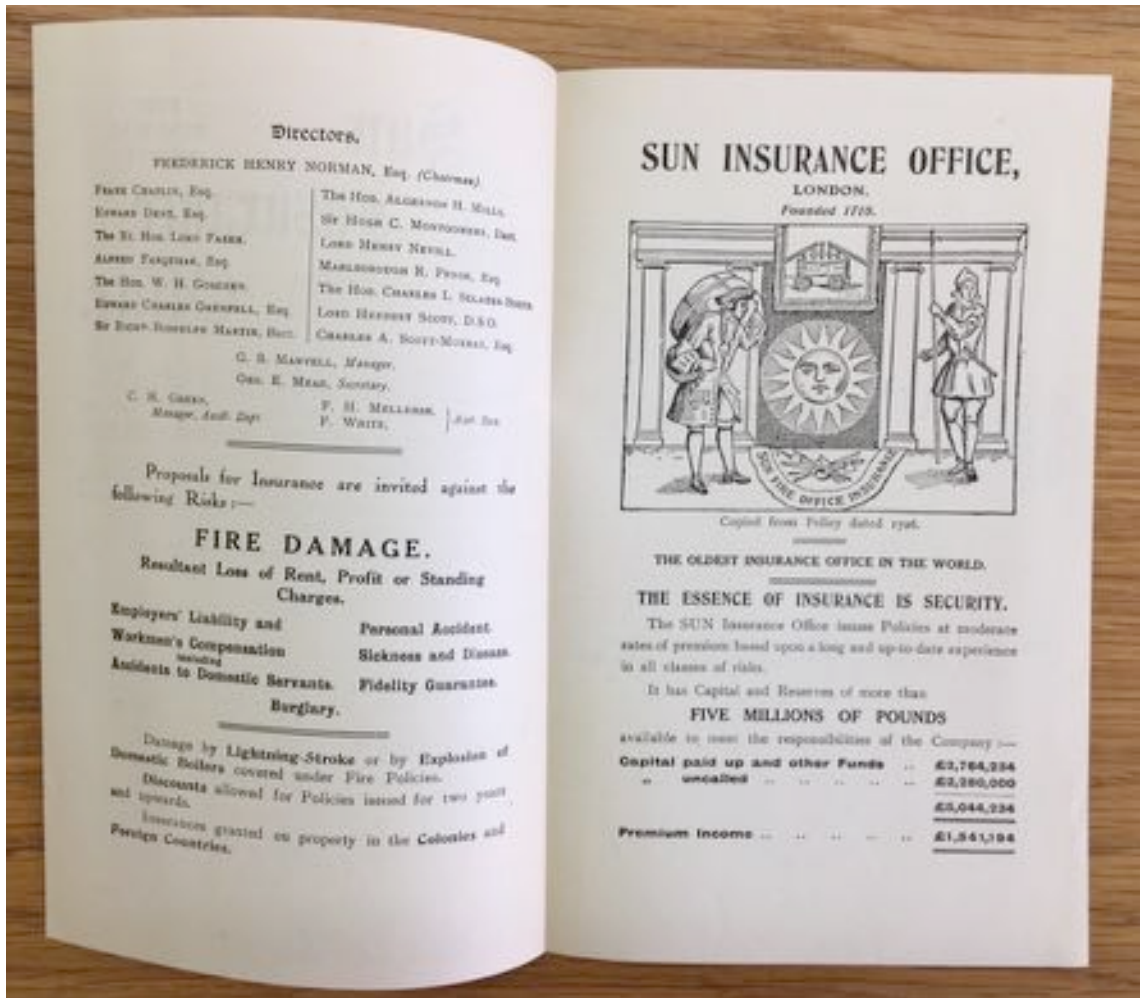 Directors.
FREDERICK HENRY NORMAN, Esq. (Chairman)
FRANK CHAPLIN, Esq.
EDWARD DENT, Esq.
The Rt. Hon. LORD FABER.
ALFRED FARQUHAR, Esq.
The Hon. W. H. GOSCHEN.
EDWARD CHARLES GRENFELL, Esq.
Sir RICHD. BIDDULPH MARTIN, Bart.
The Hon. ALGERNON H. MILLS.
Sir HUGH C. MONTGOMERY, Bart.
LORD HENRY NEVILL.
MARLBOROUGH R. PRYOR, Esq.
The Hon. CHARLES L.
LORD HERBERT SCOTT, D.S.O.
CHARLES A. SCOTT-MURRAY, Esq.
G. S. Manager.
GEO. E. MEAD, Secretary.
C. H. GREEN,
Manager, Accdt. Dept.
F. H.
P. WHITE,
Proposals for Insurance are invited against the
following Risks :—
FIRE DAMAGE.
Resultant Loss of Rent, Profit or Standing
Charges.
Employers' Liability and
Workmen's Compensation
including
Accidents to Domestic Servants.
Personal Accident.
Sickness and Disease.
Fidelity Guarantee.
Burglary.
Damage by Lightning-Stroke or by Explosion of
Domestic Boilers covered under Fire Policies.
Discounts allowed for Policies issued for two years
and upwards.
Insurances granted on property in the Colonies and
Foreign Countries.
SUN INSURANCE OFFICE,
LONDON.
Founded 1710.
SUN FIRE OFFICE INSURANCE
Copied from Policy dated 1726.
THE OLDEST INSURANCE OFFICE IN THE WORLD.
THE ESSENCE OF INSURANCE IS SECURITY.
The SUN Insurance Office issues Policies at moderate
rates of premium based upon a long and up-to-date experience
in all classes of risks.
It has Capital and Reserves of more than
FIVE MILLIONS OF POUNDS
available to meet the responsibilities of the Company :—
Capital paid up and other Funds .. £2,764,234
„ uncalled .. .. .. .. .. £2,280,000
£5,044,234
Premium Income .. .. .. .. .. £1,541,194